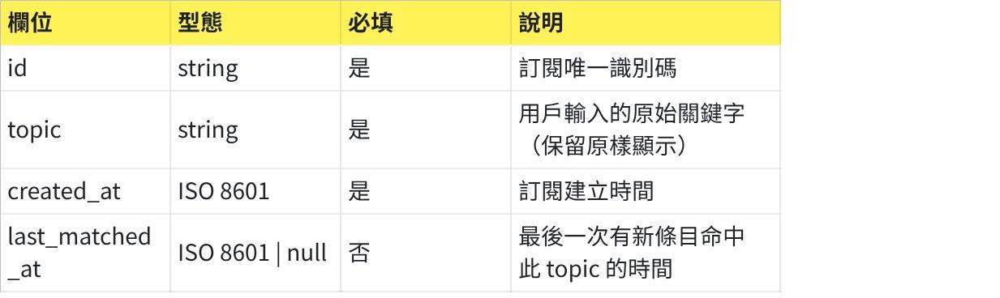 欄位 型態 必填 說明
id string 是 訂閱唯一識別碼
topic string 是 用戶輸入的原始關鍵字
（保留原樣顯示）
created_at ISO 8601 是 訂閱建立時間
last_matched
_at ISO 8601 | null 否 最後一次有新條目命中
此 topic 的時間